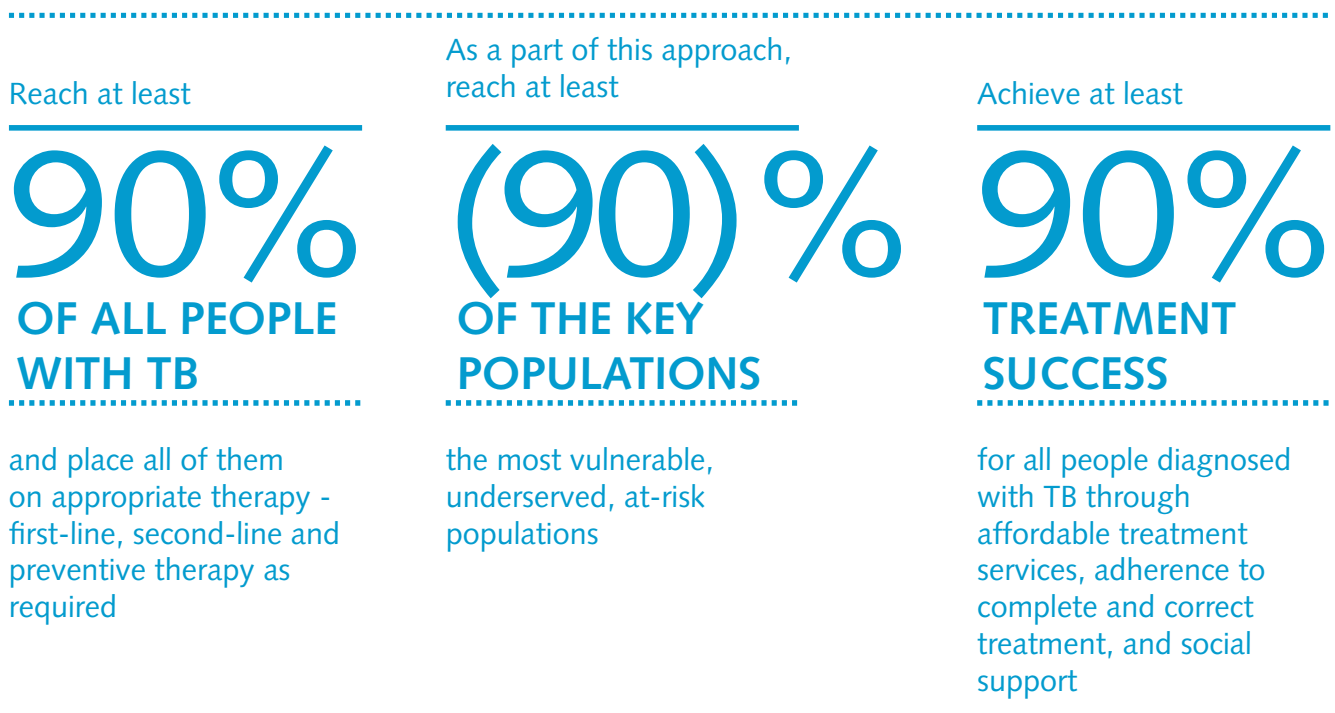 Reach at least
90%
OF ALL PEOPLE
WITH TB
and place all of them
on appropriate therapy -
first-line, second-line and
preventive therapy as
required
As a part of this approach,
reach at least
(90)%
OF THE KEY
POPULATIONS
the most vulnerable,
underserved, at-risk
populations
Achieve at least
90%
TREATMENT
SUCCESS
for all people diagnosed
with TB through
affordable treatment
services, adherence to
complete and correct
treatment, and social
support